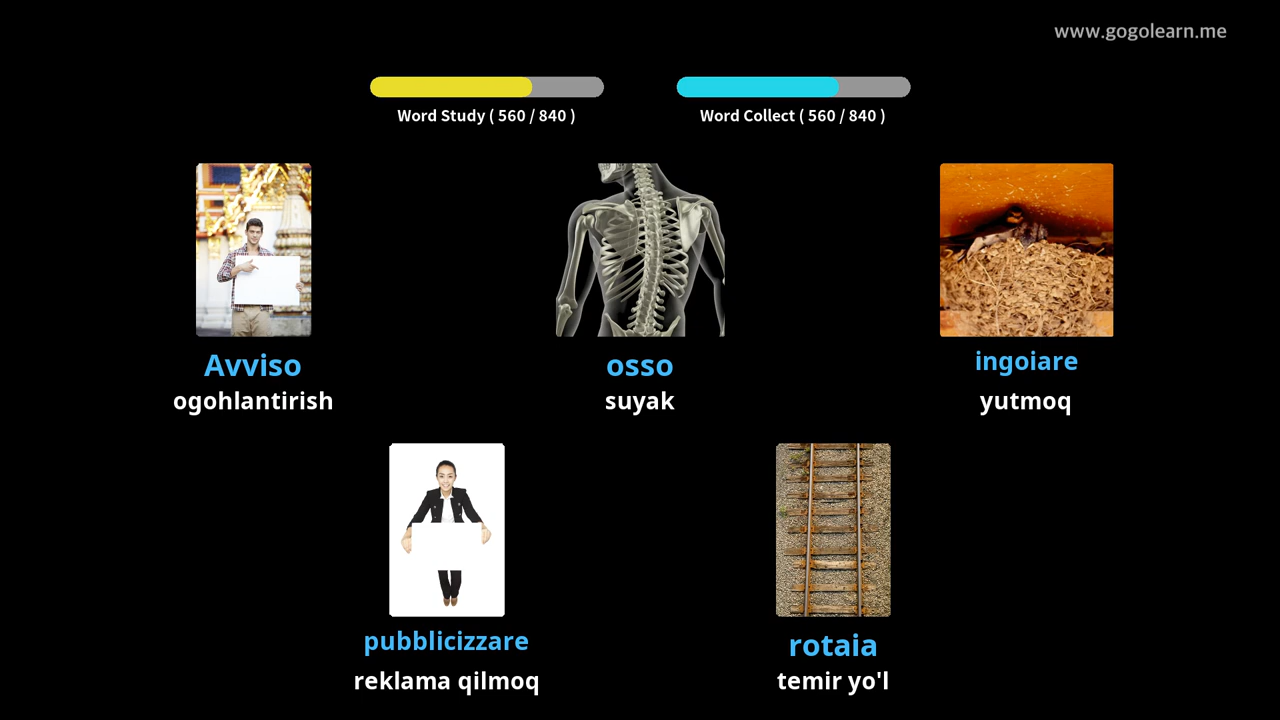 www.gogolearn.me
Word Study ( 560 / 840 )
Word Collect ( 560 / 840 )
Avviso
ogohlantirish
osso
suyak
ingoiare
yutmoq
pubblicizzare
reklama qilmoq
rotaia
temir yo'l